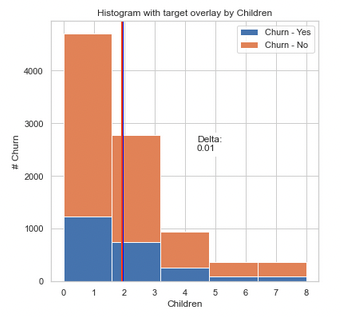 Histogram with target overlay by Children
Churn - Yes
Churn - No
Delta:
0.01
# Churn
4000
3000
2000
1000
0
0 1 2 3 4 5 6 7 8
Children